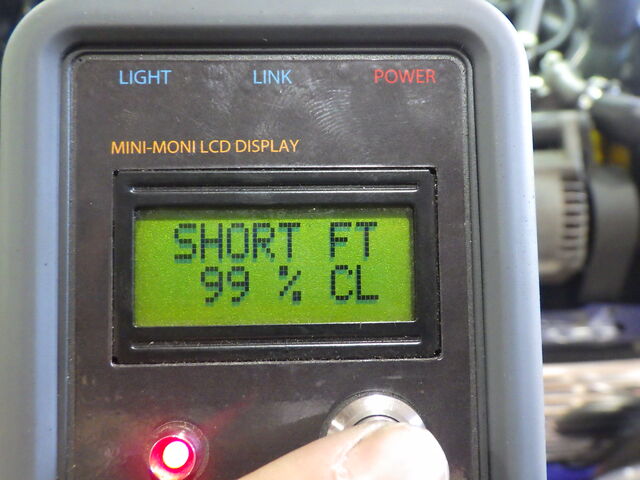 LIGHT LINK POWER
MINI-MONI LCD DISPLAY
SHORT FT
99 % CL